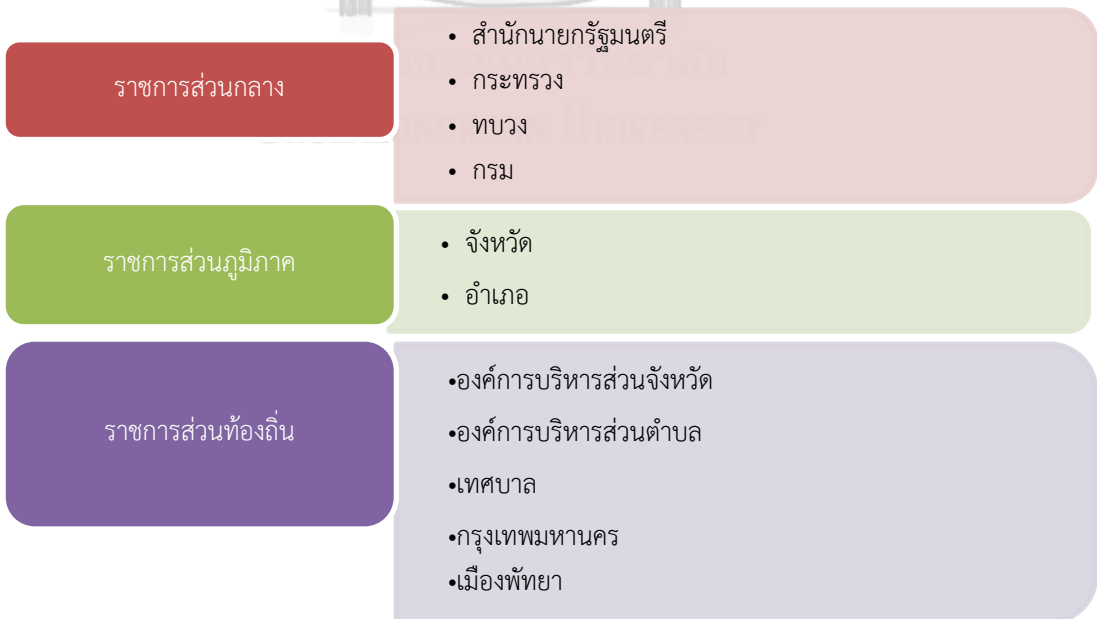 ราชการส่วนกลาง
• สำนักนายกรัฐมนตรี
• กระทรวง
• ทบวง
• กรม
ราชการส่วนภูมิภาค
• จังหวัด
• อำเภอ
ราชการส่วนท้องถิ่น
•องค์การบริหารส่วนจังหวัด
•องค์การบริหารส่วนตำบล
•เทศบาล
•กรุงเทพมหานคร
•เมืองพัทยา